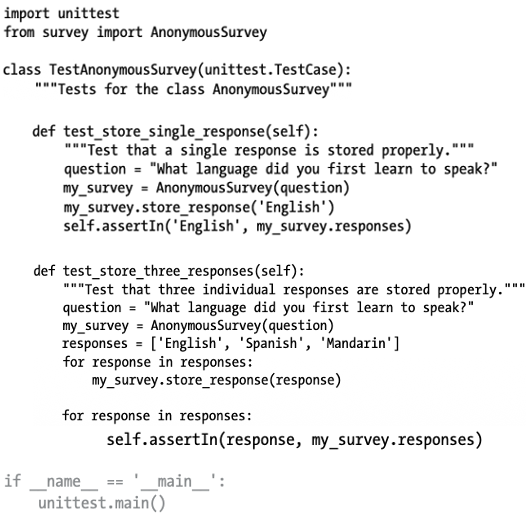 import unittest
from survey import AnonymousSurvey
class TestAnonymousSurvey(unittest.TestCase):
"""Tests for the class AnonymousSurvey"""
def test_store_single_response(self):
"""Test that a single response is stored properly."""
question = "What language did you first learn to speak?"
my_survey = AnonymousSurvey(question)
my_survey.store_response('English')
self.assertIn('English', my_survey.responses)
def test_store_three_responses(self):
"""Test that three individual responses are stored properly."""
question = "What language did you first learn to speak?"
my_survey = AnonymousSurvey(question)
responses = ['English', 'Spanish', 'Mandarin']
for response in responses:
my_survey.store_response(response)
for response in responses:
self.assertIn(response, my_survey.responses)
if __name__ == '__main__':
unittest.main()